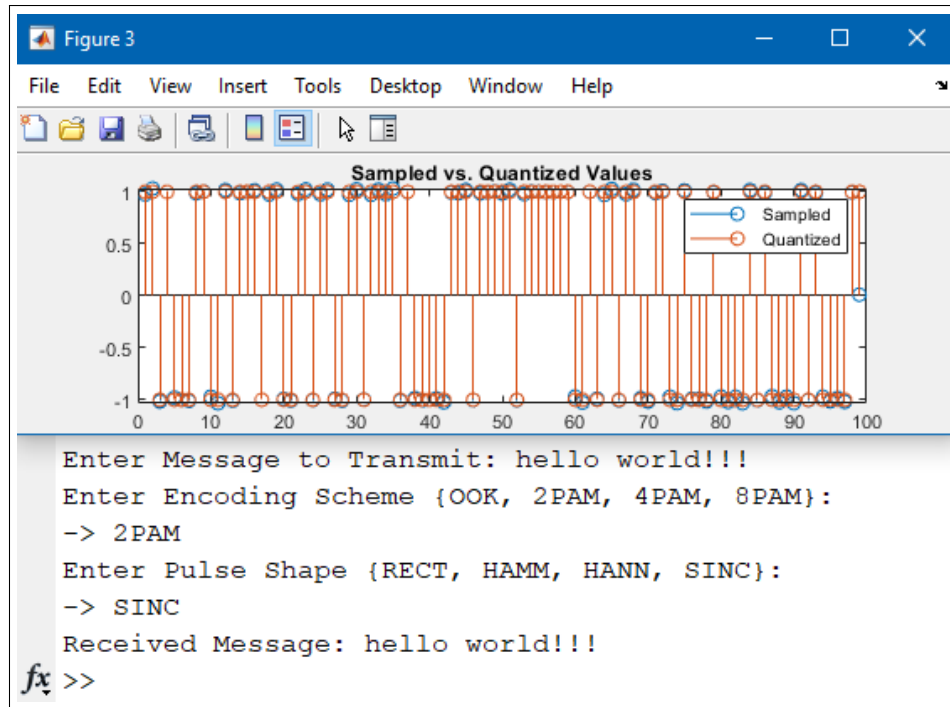 Figure 3
File Edit View Insert Tools Desktop Window Help
Sampled vs. Quantized Values
1
0.5
0
-0.5
-1
Sampled
Quantized
0 10 20 30 40 50 60 70 80 90 100
Enter Message to Transmit: hello world!!!
Enter Encoding Scheme {OOK, 2PAM, 4PAM, 8PAM}:
-> 2PAM
Enter Pulse Shape {RECT, HAMM, HANN, SINC}:
-> SINC
Received Message: hello world!!!
fx >>